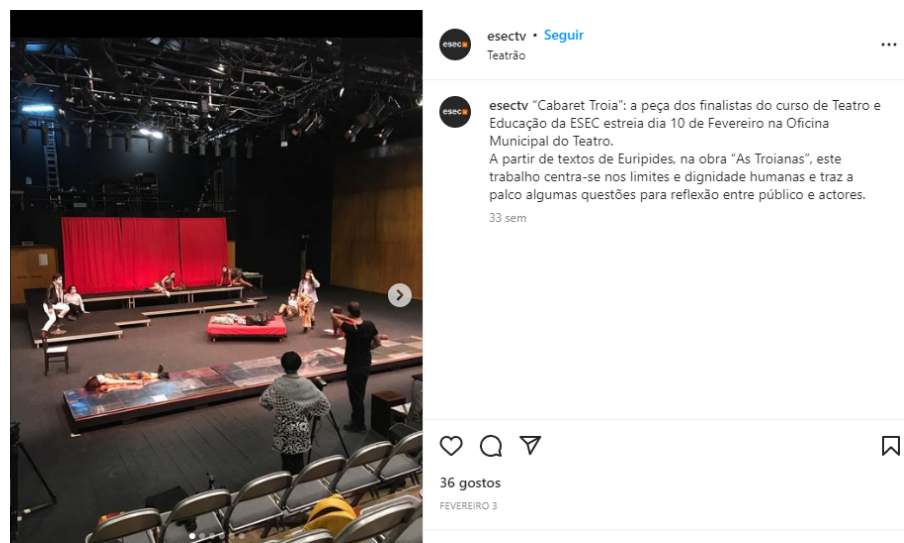 esec
esectv • Seguir
Teatrão
esec
esectv “Cabaret Troia”: a peça dos finalistas do curso de Teatro e
Educação da ESEC estreia dia 10 de Fevereiro na Oficina
Municipal do Teatro.
A partir de textos de Euripides, na obra “As Troianas”, este
trabalho centra-se nos limites e dignidade humanas e traz a
palco algumas questões para reflexão entre público e actores.
33 sem
36 gostos
FEVEREIRO 3